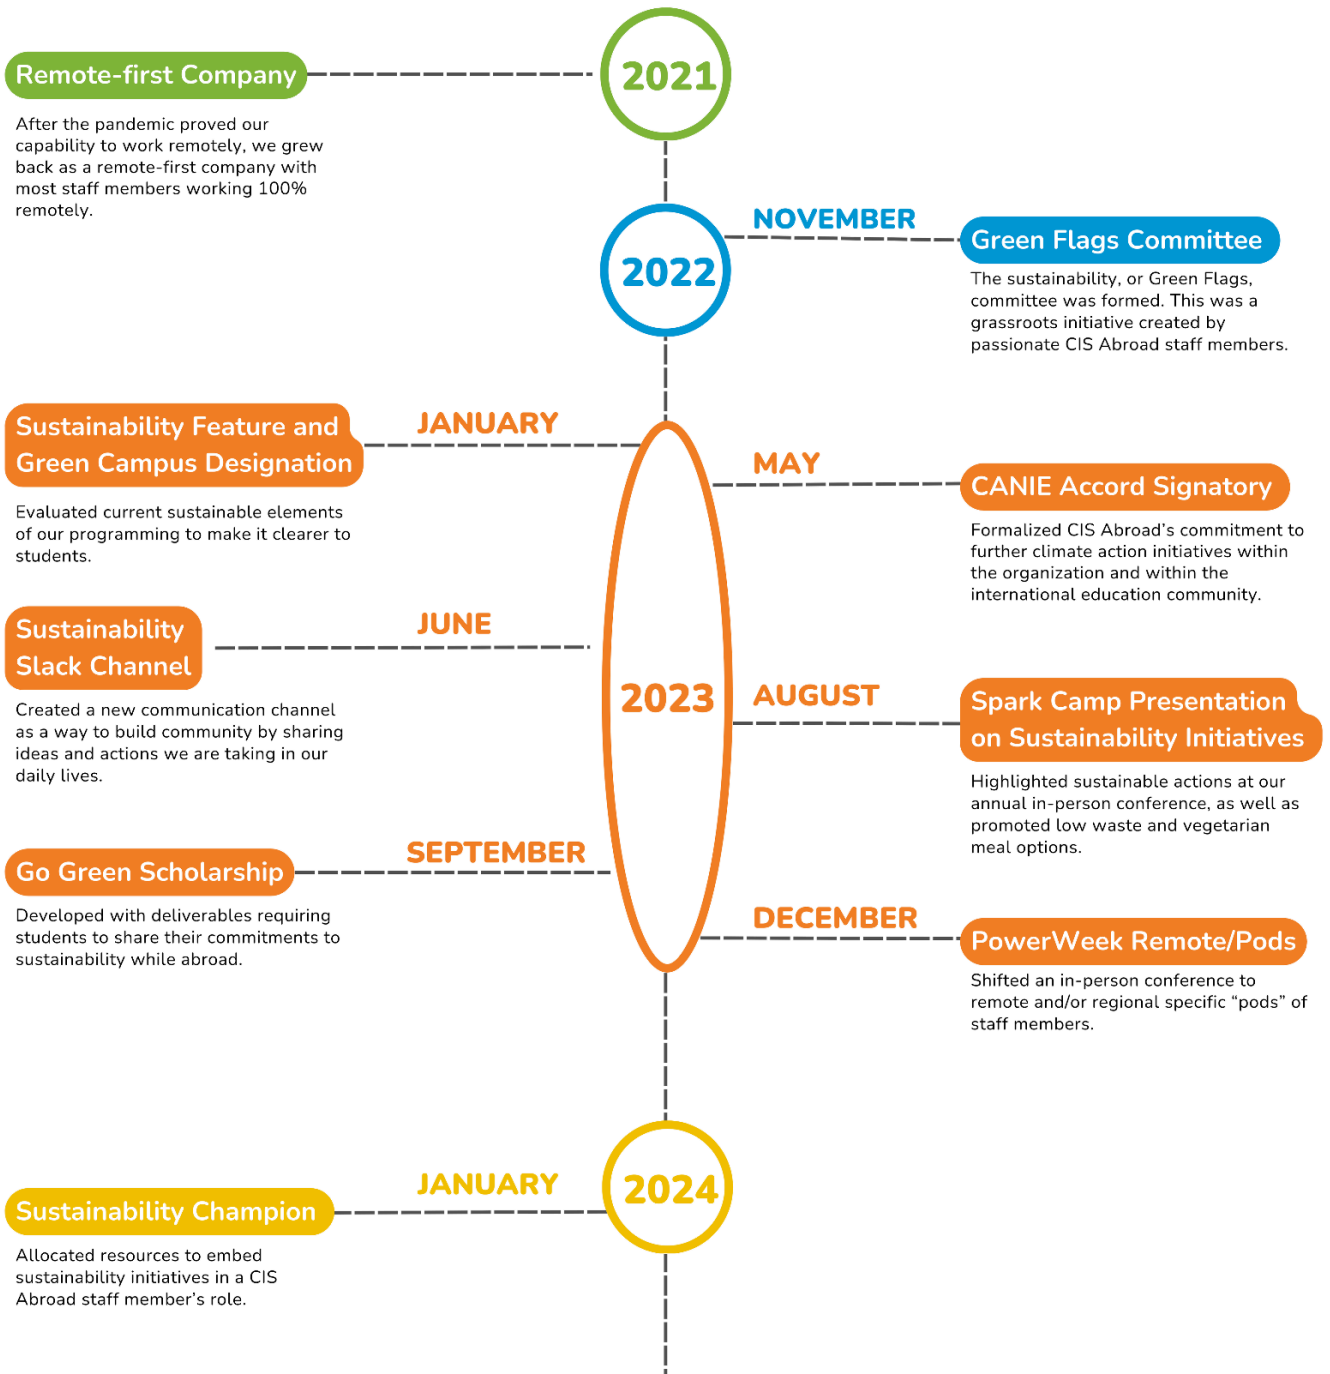 2021
Remote-first Company
After the pandemic proved our
capability to work remotely, we grew
back as a remote-first company with
most staff members working 100%
remotely.
2022
NOVEMBER
Green Flags Committee
The sustainability, or Green Flags,
committee was formed. This was a
grassroots initiative created by
passionate CIS Abroad staff members.
2023
JANUARY
Sustainability Feature and
Green Campus Designation
Evaluated current sustainable elements
of our programming to make it clearer to
students.
MAY
CANIE Accord Signatory
Formalized CIS Abroad’s commitment to
further climate action initiatives within
the organization and within the
international education community.
JUNE
Sustainability
Slack Channel
Created a new communication channel
as a way to build community by sharing
ideas and actions we are taking in our
daily lives.
AUGUST
Spark Camp Presentation
on Sustainability Initiatives
Highlighted sustainable actions at our
annual in-person conference, as well as
promoted low waste and vegetarian
meal options.
SEPTEMBER
Go Green Scholarship
Developed with deliverables requiring
students to share their commitments to
sustainability while abroad.
DECEMBER
PowerWeek Remote/Pods
Shifted an in-person conference to
remote and/or regional specific “pods” of
staff members.
2024
JANUARY
Sustainability Champion
Allocated resources to embed
sustainability initiatives in a CIS
Abroad staff member’s role.